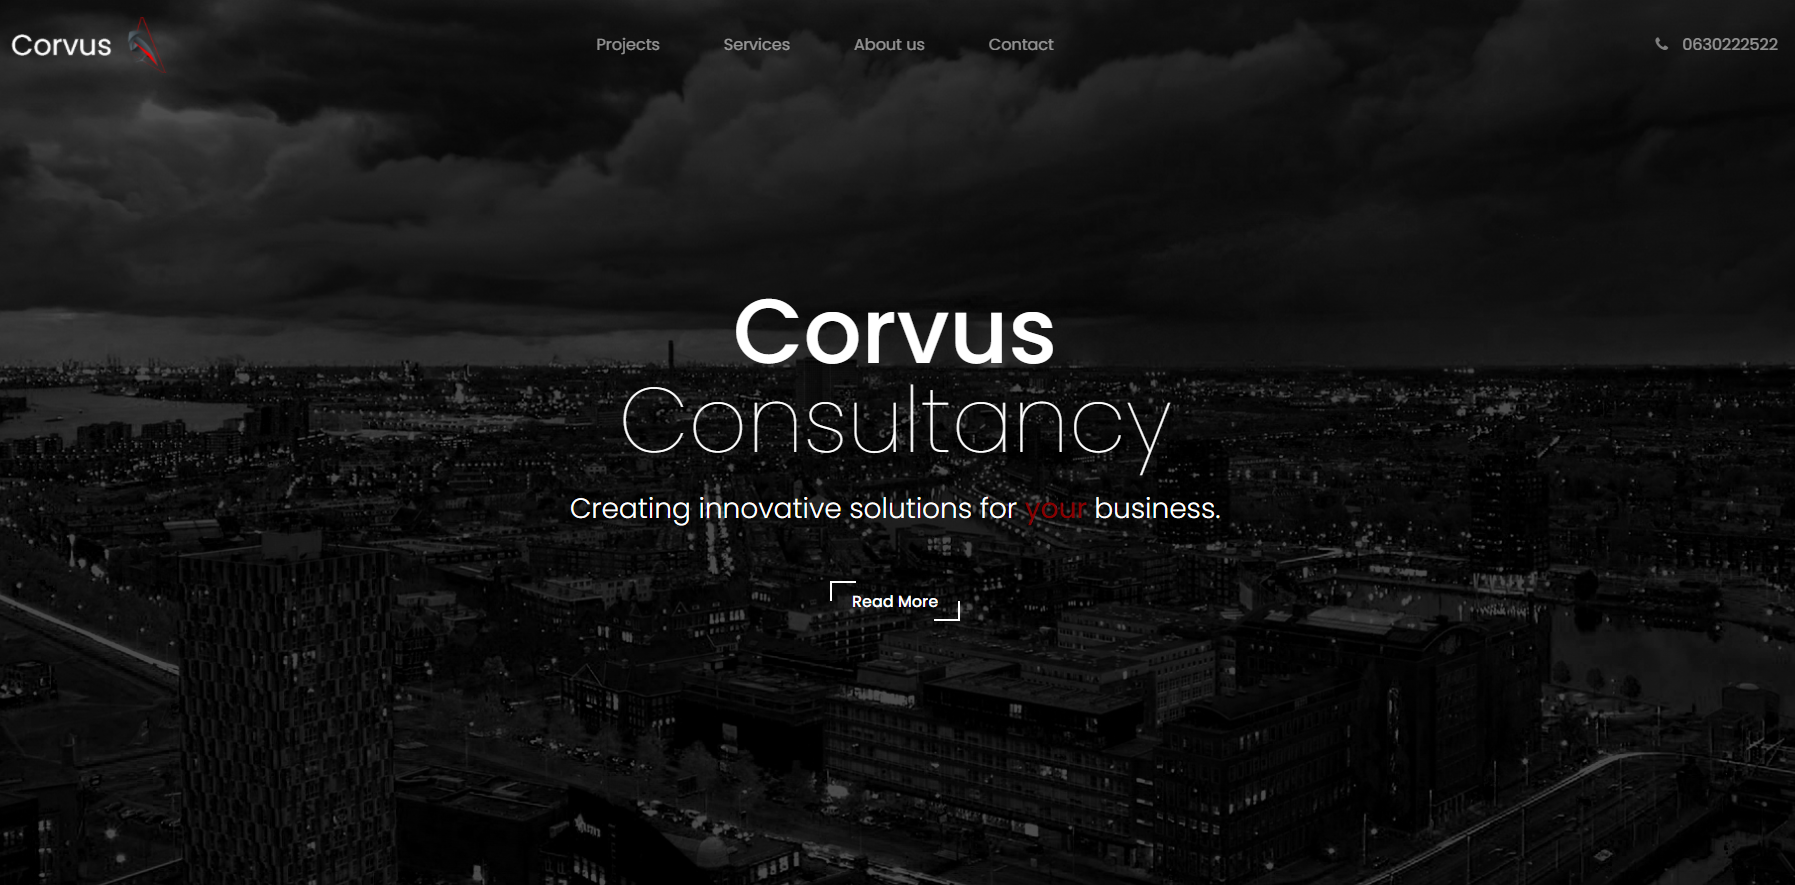 Corvus
Projects Services About us Contact
0630222522
Corvus
Consultancy
Creating innovative solutions for your business.
Read More